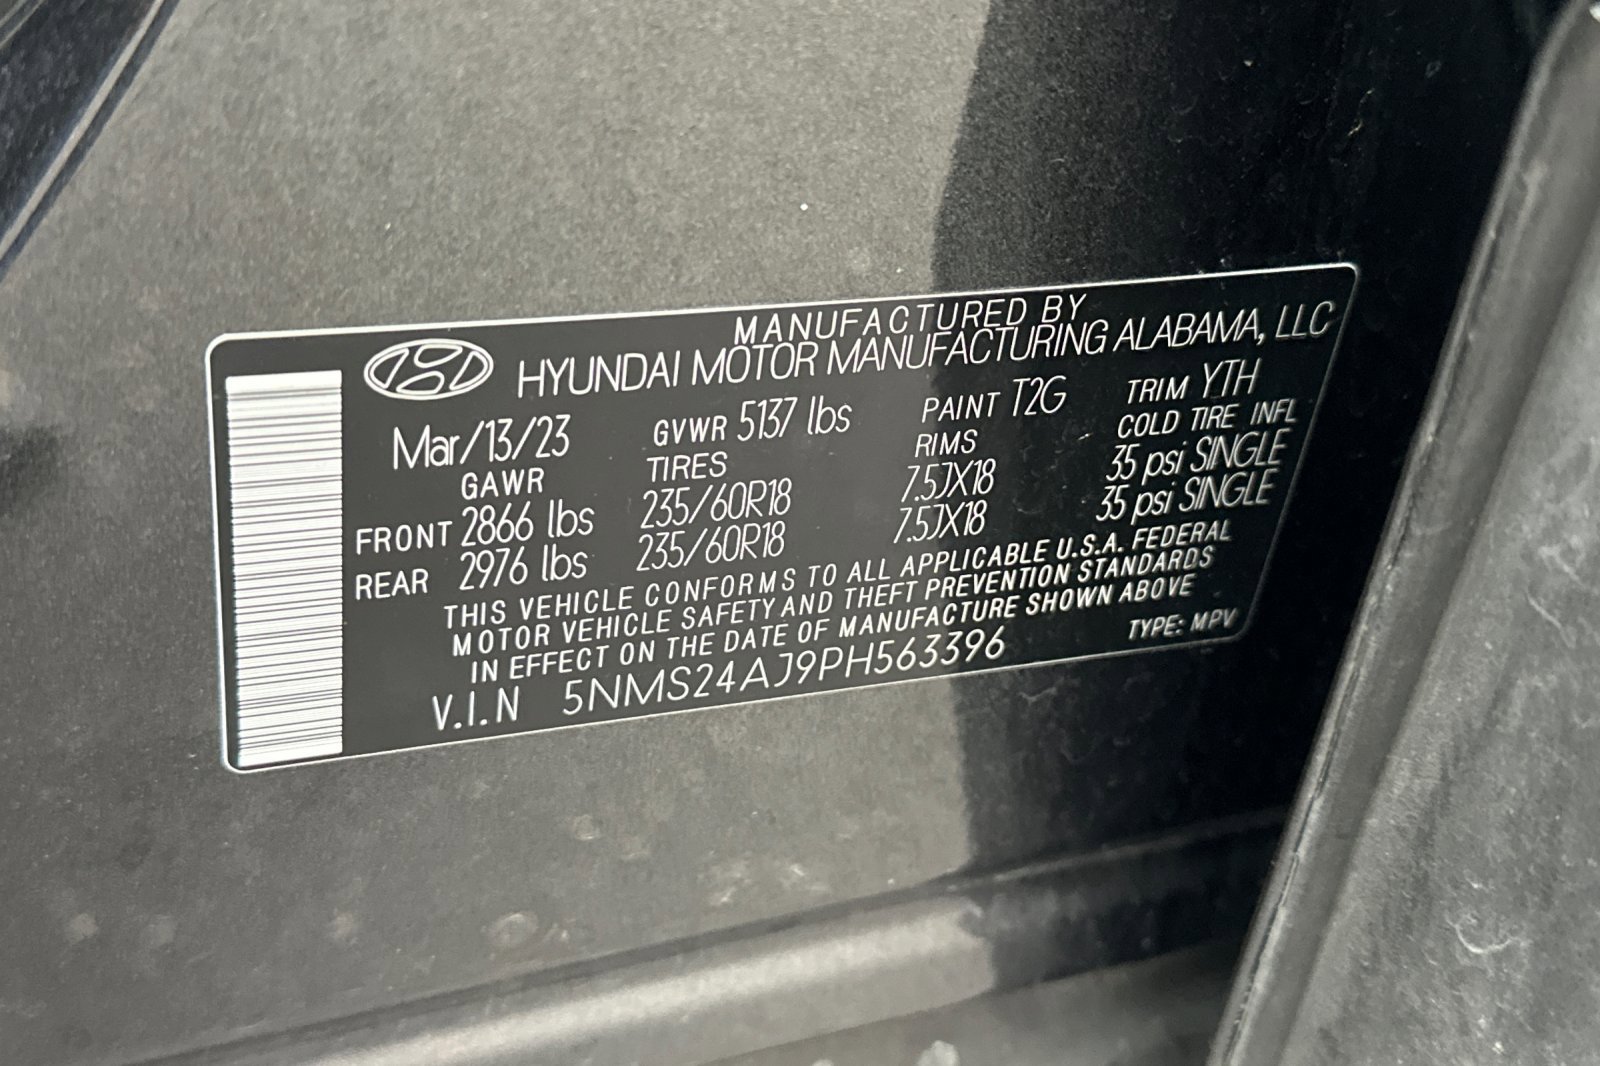 MANUFACTURED BY
HYUNDAI MOTOR MANUFACTURING ALABAMA, LLC
Mar/13/23 GVWR 5137 lbs PAINT T2G TRIM YTH
GAWR TIRES RIMS COLD TIRE INFL
FRONT 2866 lbs 235/60R18 7.5JX18 35 psi SINGLE
REAR 2976 lbs 235/60R18 7.5JX18 35 psi SINGLE
THIS VEHICLE CONFORMS TO ALL APPLICABLE U.S.A. FEDERAL
MOTOR VEHICLE SAFETY AND THEFT PREVENTION STANDARDS
IN EFFECT ON THE DATE OF MANUFACTURE SHOWN ABOVE
V.I.N 5NMS24AJ9PH563396 TYPE: MPV